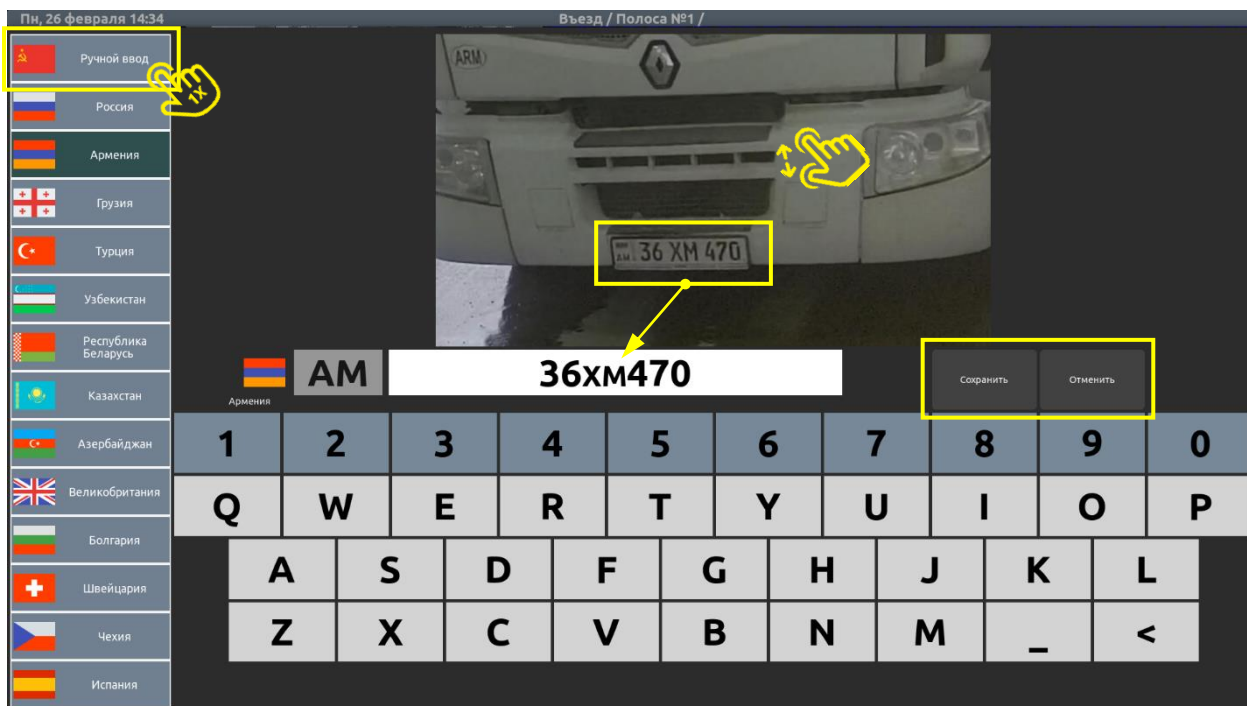 Пн, 26 февраля 14:34
Въезд / Полоса №1 /
Ручной ввод
1X
Россия
Армения
Грузия
Турция
Узбекистан
Республика
Беларусь
Казахстан
Азербайджан
Великобритания
Болгария
Швейцария
Чехия
Испания
ARM
AM 36 XM 470
Армения
AM
36хм470
Сохранить
Отменить
1 2 3 4 5 6 7 8 9 0
Q W E R T Y U I O P
A S D F G H J K L
Z X C V B N M _ <